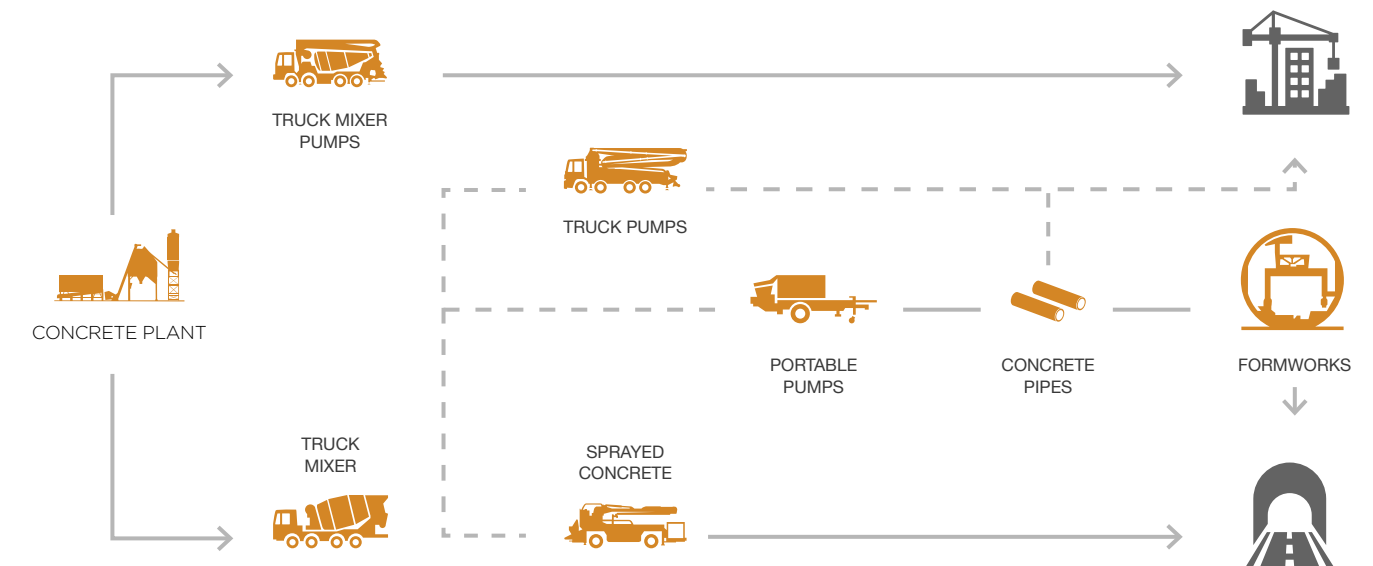 TRUCK MIXER
PUMPS
TRUCK PUMPS
CONCRETE PLANT
PORTABLE
PUMPS
CONCRETE
PIPES
FORMWORKS
TRUCK
MIXER
SPRAYED
CONCRETE